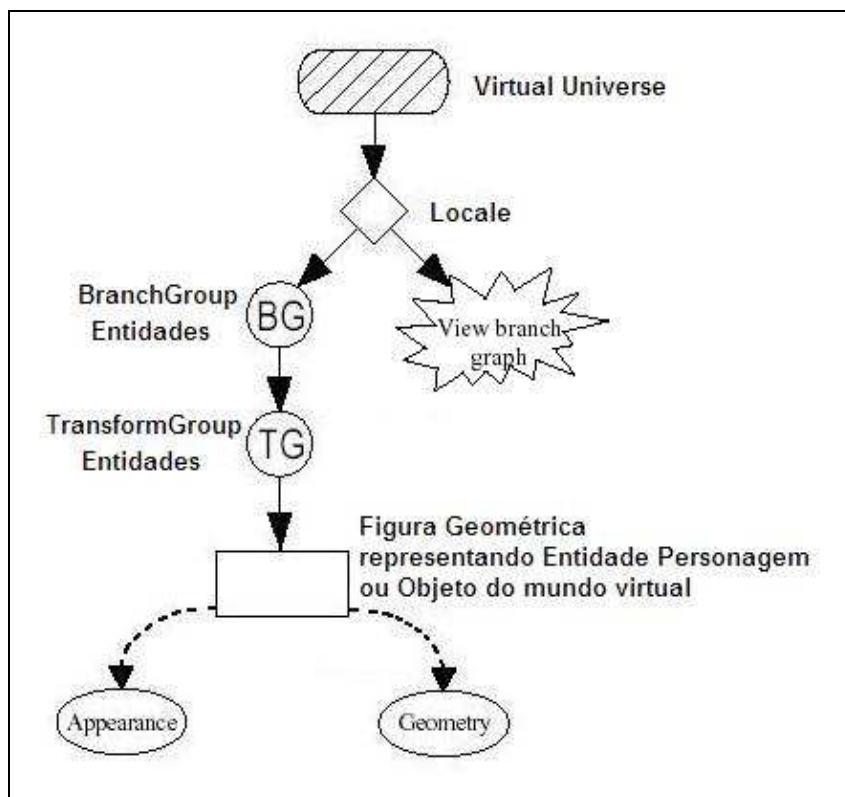 Virtual Universe
Locale
BranchGroup
Entidades
BG
View branch
graph
TransformGroup
Entidades
TG
Figura Geométrica
representando Entidade Personagem
ou Objeto do mundo virtual
Appearance
Geometry